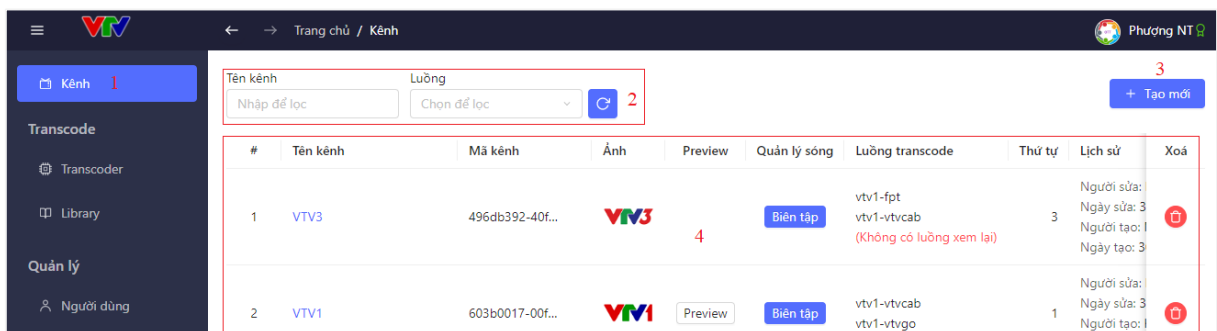 VTV
Trang chủ / Kênh
Phượng NT
Kênh 1
Tên kênh
Luồng
3
Nhập để lọc
Chọn để lọc
2
+ Tạo mới
Transcode
# Tên kênh Mã kênh Ảnh Preview Quản lý sóng Luồng transcode Thứ tự Lịch sử Xoá
Transcoder
Library
1 VTV3 496db392-40f... VTV3 4 Biên tập 3
vtv1-fpt
vtv1-vtvcab
(Không có luồng xem lại)
Người sửa:
Ngày sửa: 3
Người tạo:
Ngày tạo: 3
Quản lý
Người dùng
2 VTV1 603b0017-00f... VTV1 Preview Biên tập 1
vtv1-vtvcab
vtv1-vtvgo
Người sửa:
Ngày sửa: 3
Người tạo: